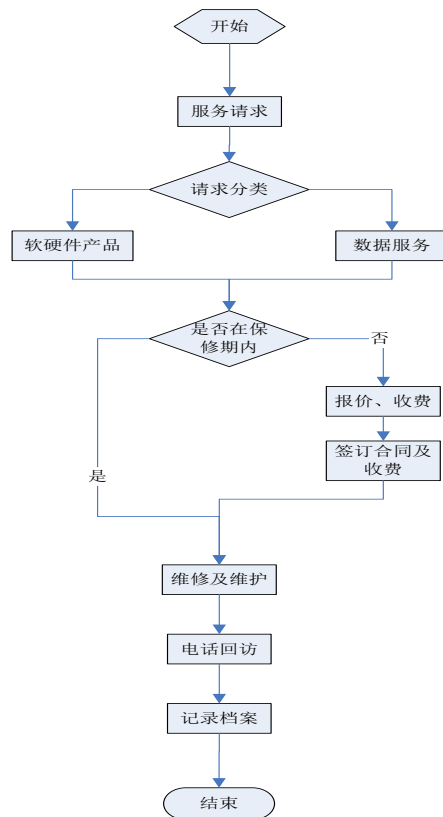 开始
服务请求
请求分类
软硬件产品
数据服务
是否在保
修期内
否
报价、收费
签订合同及
收费
是
维修及维护
电话回访
记录档案
结束